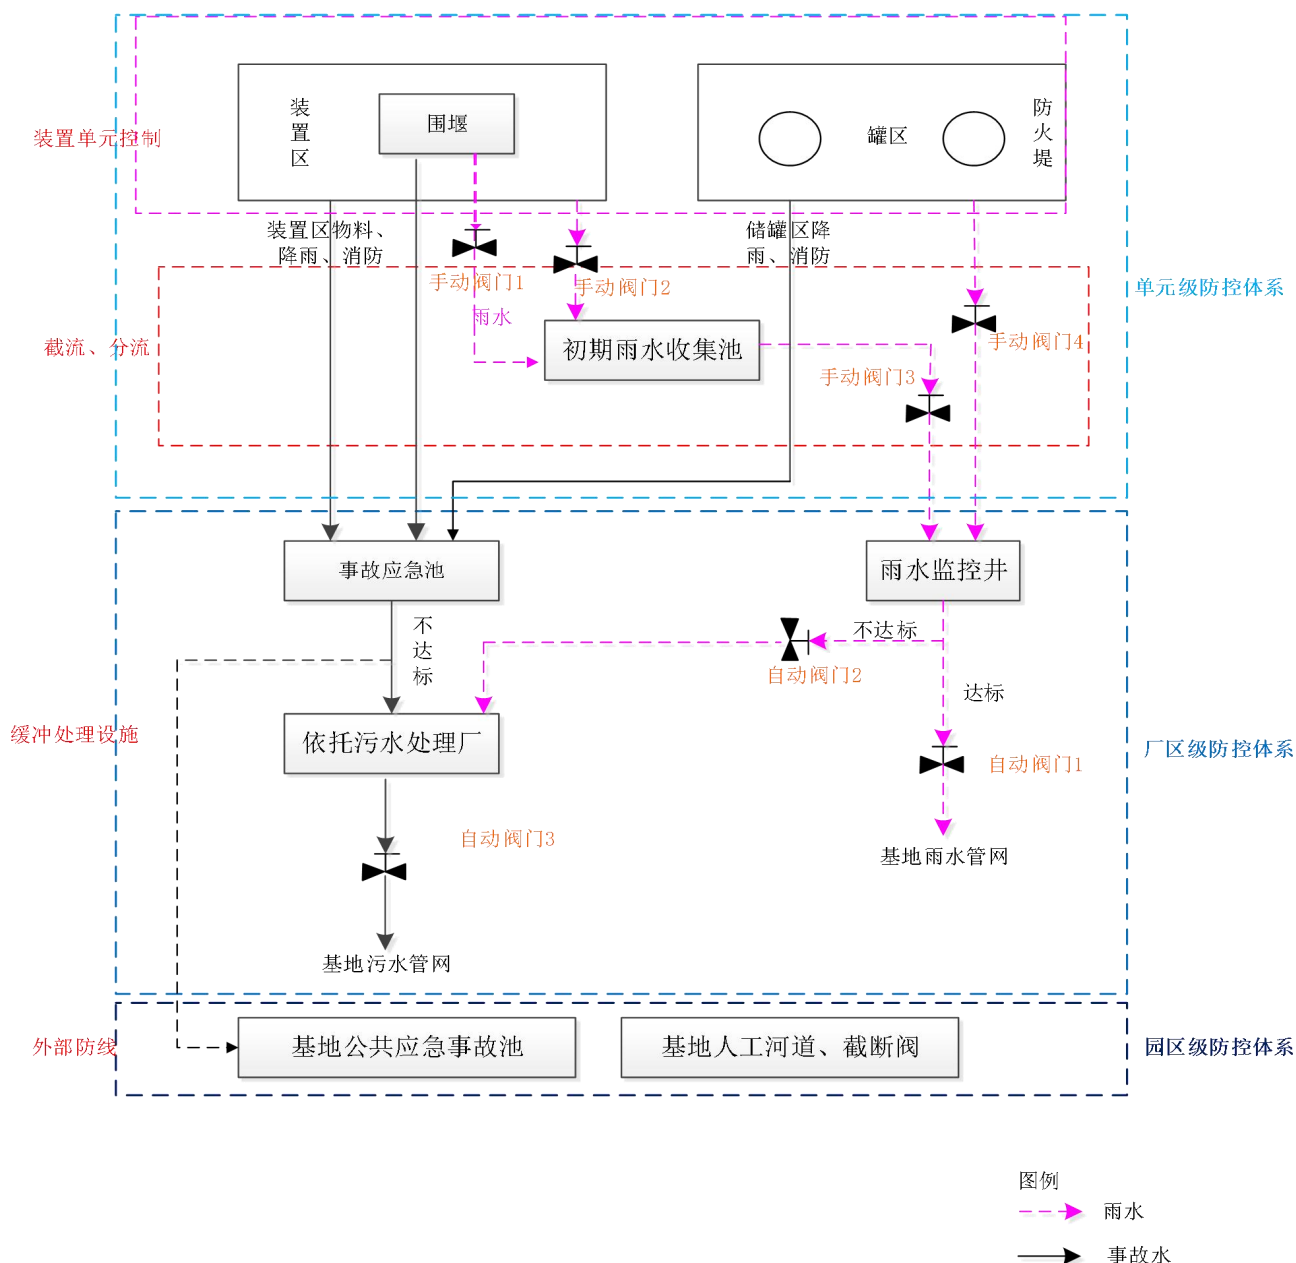 装置区
围堰
罐区
防火堤
装置单元控制
装置区物料、
降雨、消防
储罐区降
雨、消防
手动阀门1
手动阀门2
单元级防控体系
雨水
截流、分流
初期雨水收集池
手动阀门4
手动阀门3
事故应急池
雨水监控井
不达标
不达标
自动阀门2
达标
缓冲处理设施
依托污水处理厂
厂区级防控体系
自动阀门1
自动阀门3
基地雨水管网
基地污水管网
外部防线
基地公共应急事故池
基地人工河道、截断阀
园区级防控体系
图例
雨水
事故水